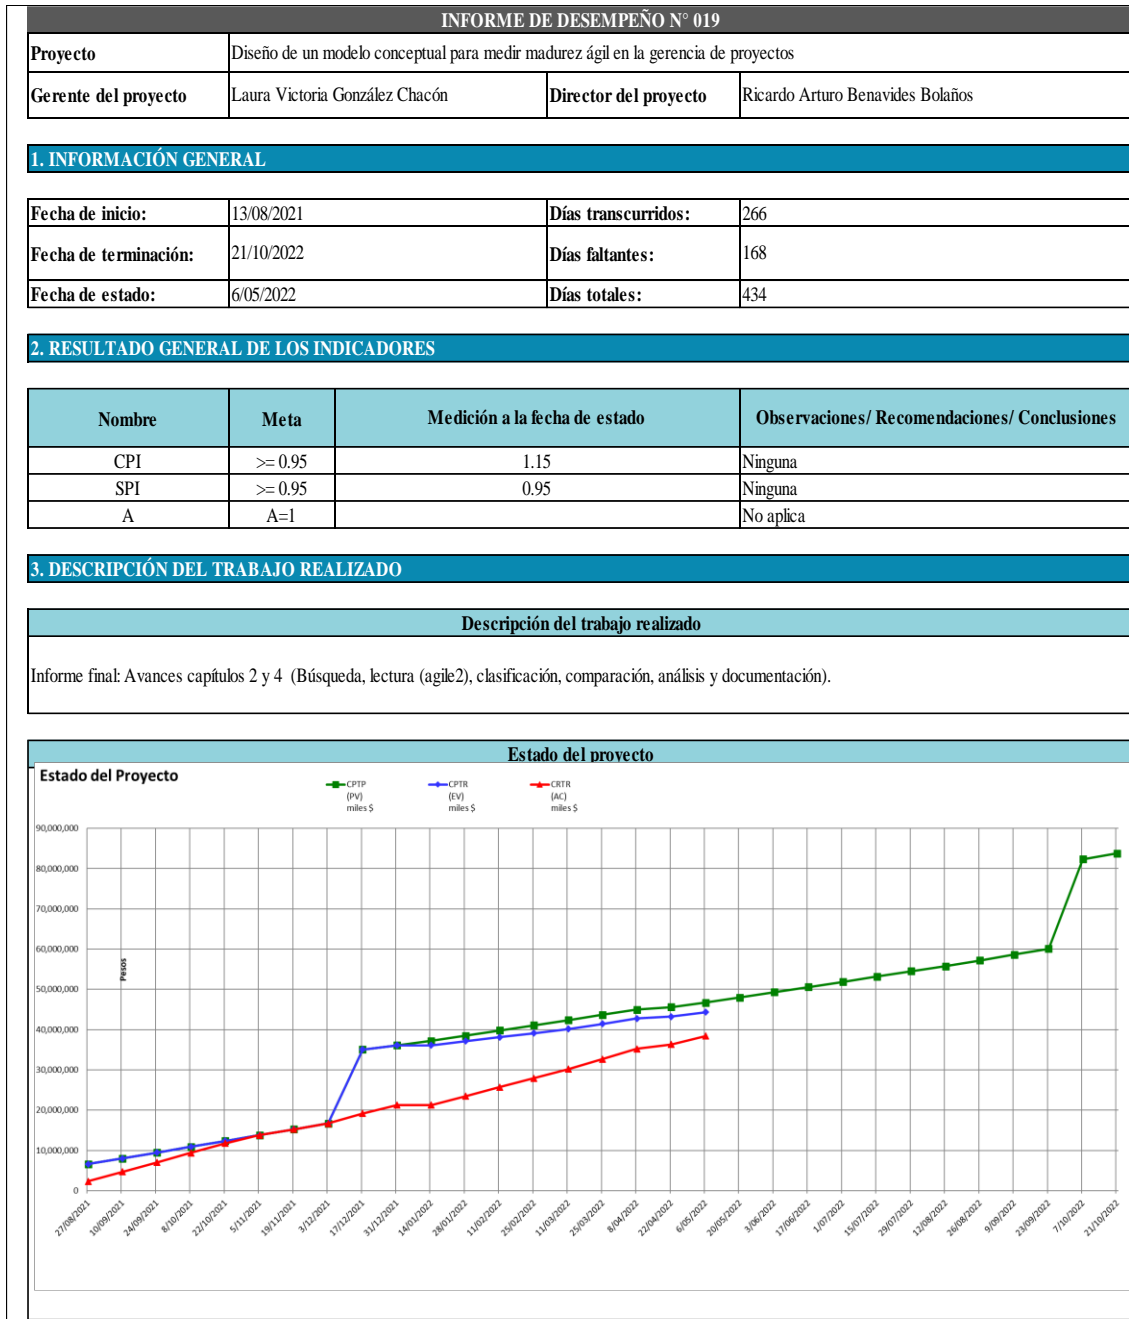 INFORME DE DESEMPEÑO N° 019
Proyecto Diseño de un modelo conceptual para medir madurez ágil en la gerencia de proyectos
Gerente del proyecto Laura Victoria González Chacón Director del proyecto Ricardo Arturo Benavides Bolaños
1. INFORMACIÓN GENERAL
Fecha de inicio: 13/08/2021 Días transcurridos: 266
Fecha de terminación: 21/10/2022 Días faltantes: 168
Fecha de estado: 6/05/2022 Días totales: 434
2. RESULTADO GENERAL DE LOS INDICADORES
Nombre Meta Medición a la fecha de estado Observaciones/ Recomendaciones/ Conclusiones
CPI >= 0.95 1.15 Ninguna
SPI >= 0.95 0.95 Ninguna
A A=1 No aplica
3. DESCRIPCIÓN DEL TRABAJO REALIZADO
Descripción del trabajo realizado
Informe final: Avances capítulos 2 y 4 (Búsqueda, lectura (agile2), clasificación, comparación, análisis y documentación).
Estado del proyecto
Estado del Proyecto
CPTP CPTR CRTR
(PV) (EV) (AC)
miles $ miles $ miles $
90,000,000
80,000,000
70,000,000
60,000,000
50,000,000
40,000,000
30,000,000
20,000,000
10,000,000
0
Pesos
27/08/2021 10/09/2021 24/09/2021 8/10/2021 22/10/2021 5/11/2021 19/11/2021 3/12/2021 17/12/2021 31/12/2021 14/01/2022 28/01/2022 11/02/2022 25/02/2022 11/03/2022 25/03/2022 8/04/2022 22/04/2022 6/05/2022 20/05/2022 3/06/2022 17/06/2022 1/07/2022 15/07/2022 29/07/2022 12/08/2022 26/08/2022 9/09/2022 23/09/2022 7/10/2022 21/10/2022